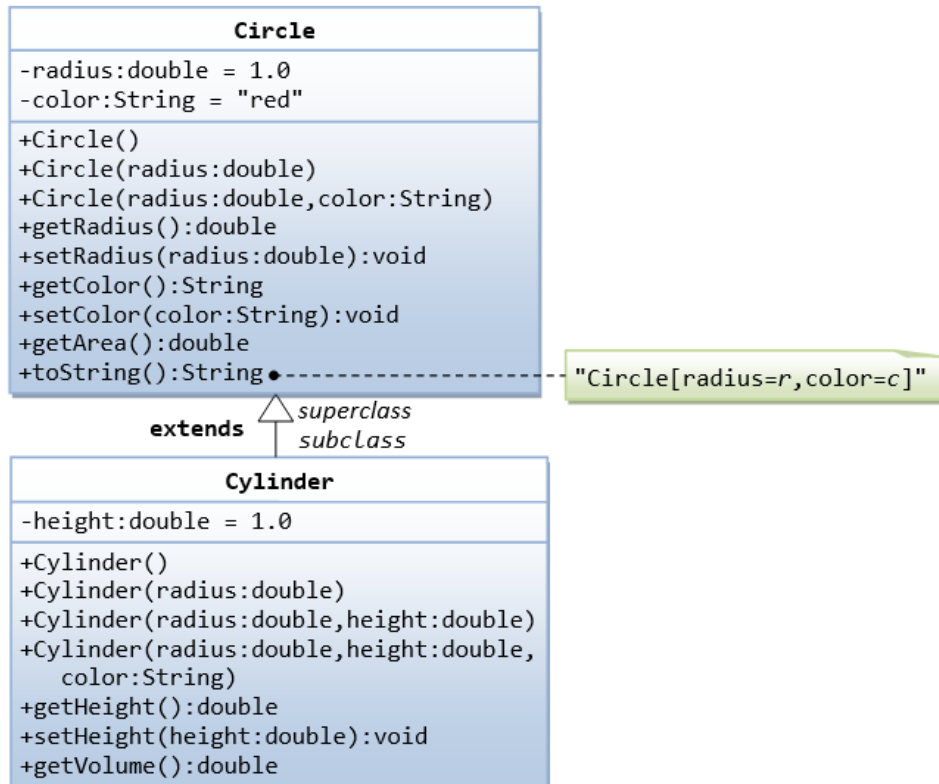 Circle
-radius:double = 1.0
-color:String = "red"
+Circle()
+Circle(radius:double)
+Circle(radius:double,color:String)
+getRadius():double
+setRadius(radius:double):void
+getColor():String
+setColor(color:String):void
+getArea():double
+toString():String
"Circle[radius=r,color=c]"
superclass
extends
subclass
Cylinder
-height:double = 1.0
+Cylinder()
+Cylinder(radius:double)
+Cylinder(radius:double,height:double)
+Cylinder(radius:double,height:double,
color:String)
+getHeight():double
+setHeight(height:double):void
+getVolume():double